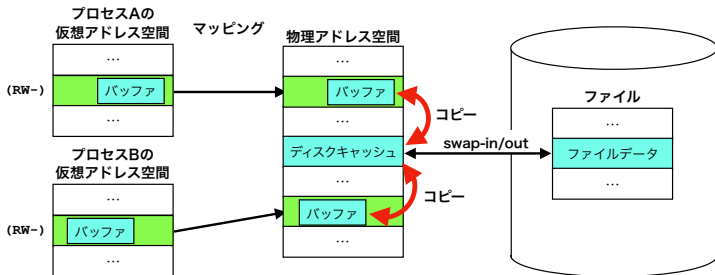 プロセスAの
仮想アドレス空間
…
(RW-)
バッファ
…
プロセスBの
仮想アドレス空間
…
(RW-)
バッファ
…
マッピング
物理アドレス空間
…
バッファ
…
ディスクキャッシュ
…
バッファ
…
コピー
コピー
swap-in/out
ファイル
…
ファイルデータ
…